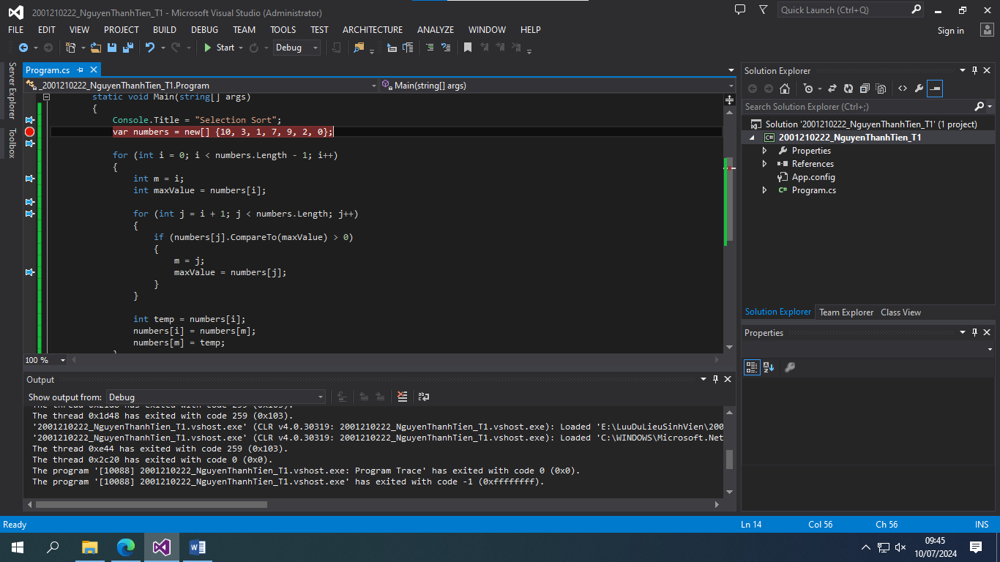 2001210222_NguyenThanhTien_T1 - Microsoft Visual Studio (Administrator)
Quick Launch (Ctrl+Q)
FILE EDIT VIEW PROJECT BUILD DEBUG TEAM TOOLS TEST ARCHITECTURE ANALYZE WINDOW HELP
Sign in
Start Debug
Server Explorer
Toolbox
Program.cs
_2001210222_NguyenThanhTien_T1.Program
Main(string[] args)
static void Main(string[] args)
{
Console.Title = "Selection Sort";
var numbers = new[] {10, 3, 1, 7, 9, 2, 0};
for (int i = 0; i < numbers.Length - 1; i++)
{
int m = i;
int maxValue = numbers[i];
for (int j = i + 1; j < numbers.Length; j++)
{
if (numbers[j].CompareTo(maxValue) > 0)
{
m = j;
maxValue = numbers[j];
}
}
int temp = numbers[i];
numbers[i] = numbers[m];
numbers[m] = temp;
}
100 %
Output
Show output from: Debug
The thread 0x1d48 has exited with code 259 (0x103).
'2001210222_NguyenThanhTien_T1.vshost.exe' (CLR v4.0.30319: 2001210222_NguyenThanhTien_T1.vshost.exe): Loaded 'E:\LuuDuLieuSinhVien\200
'2001210222_NguyenThanhTien_T1.vshost.exe' (CLR v4.0.30319: 2001210222_NguyenThanhTien_T1.vshost.exe): Loaded 'C:\WINDOWS\Microsoft.Net
The thread 0xe44 has exited with code 259 (0x103).
The thread 0x2c20 has exited with code 0 (0x0).
The program '[10088] 2001210222_NguyenThanhTien_T1.vshost.exe: Program Trace' has exited with code 0 (0x0).
The program '[10088] 2001210222_NguyenThanhTien_T1.vshost.exe' has exited with code -1 (0xffffffff).
Solution Explorer
Search Solution Explorer (Ctrl+;)
Solution '2001210222_NguyenThanhTien_T1' (1 project)
C# 2001210222_NguyenThanhTien_T1
Properties
References
App.config
C# Program.cs
Solution Explorer Team Explorer Class View
Properties
Ready
Ln 14 Col 56 Ch 56 INS
09:45
10/07/2024